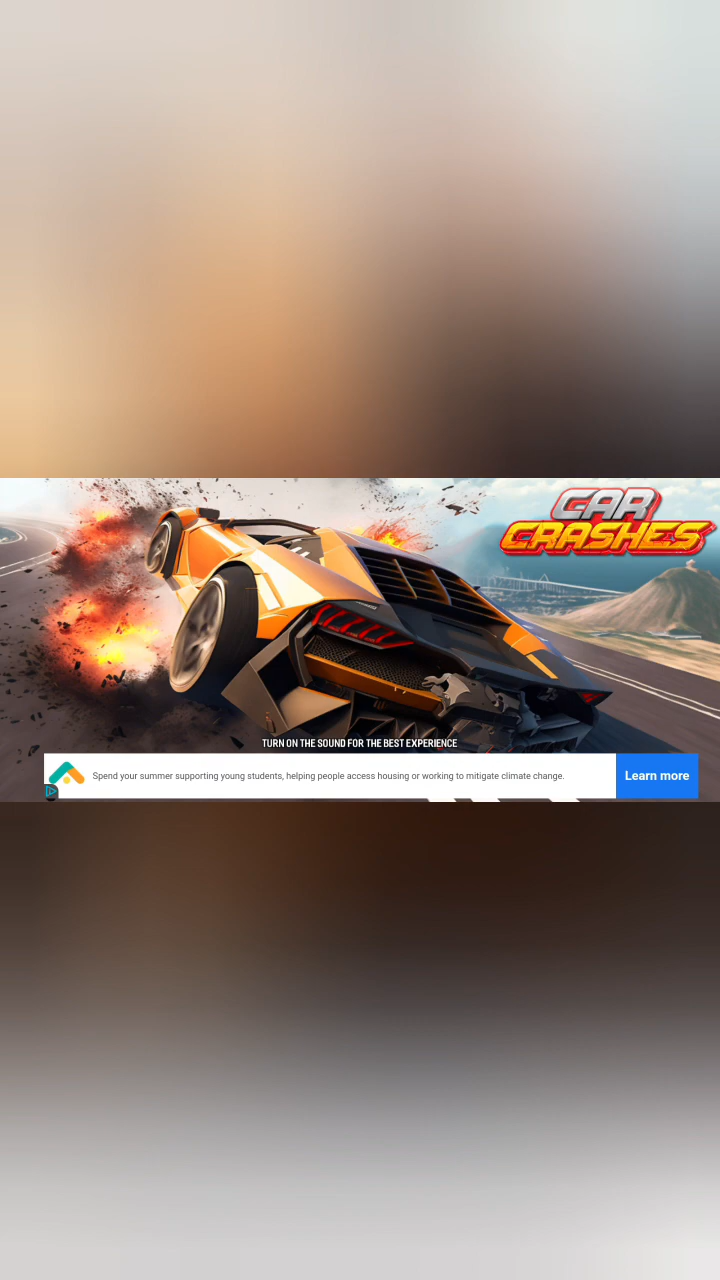 CAR
CRASHES
TURN ON THE SOUND FOR THE BEST EXPERIENCE
Spend your summer supporting young students, helping people access housing or working to mitigate climate change.
Learn more